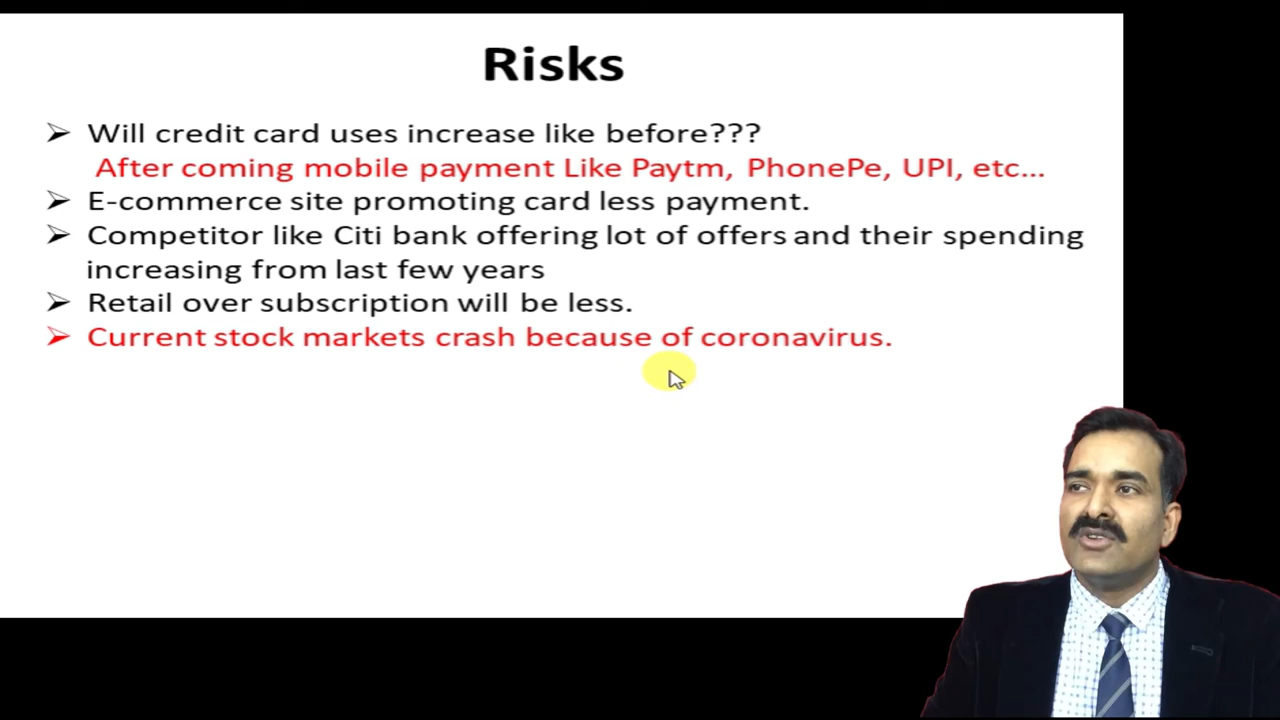 Risks
➢ Will credit card uses increase like before???
After coming mobile payment Like Paytm, PhonePe, UPI, etc...
➢ E-commerce site promoting card less payment.
➢ Competitor like Citi bank offering lot of offers and their spending
increasing from last few years
➢ Retail over subscription will be less.
➢ Current stock markets crash because of coronavirus.